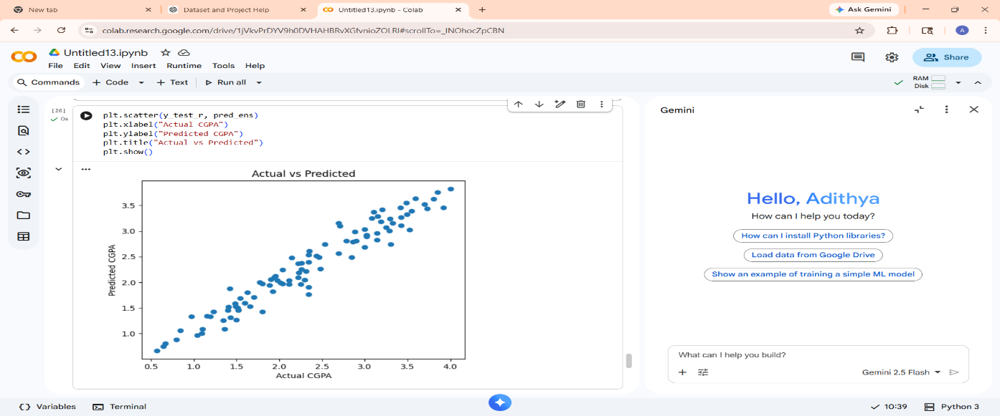 New tab
Dataset and Project Help
Untitled13.ipynb - Colab
Ask Gemini
colab.research.google.com/drive/1jVkvPrDYV9h0DVHAHBRvXGfvnioZOLRl#scrollTo=_INOhocZpCBN
A
Untitled13.ipynb
File Edit View Insert Runtime Tools Help
Share
Commands + Code + Text Run all
RAM
Disk
[26]
0s
plt.scatter(y_test_r, pred_ens)
plt.xlabel("Actual CGPA")
plt.ylabel("Predicted CGPA")
plt.title("Actual vs Predicted")
plt.show()
Actual vs Predicted
Predicted CGPA
3.5
3.0
2.5
2.0
1.5
1.0
0.5 1.0 1.5 2.0 2.5 3.0 3.5 4.0
Actual CGPA
Gemini
Hello, Adithya
How can I help you today?
How can I install Python libraries?
Load data from Google Drive
Show an example of training a simple ML model
What can I help you build?
Gemini 2.5 Flash
{} Variables
Terminal
10:39
Python 3